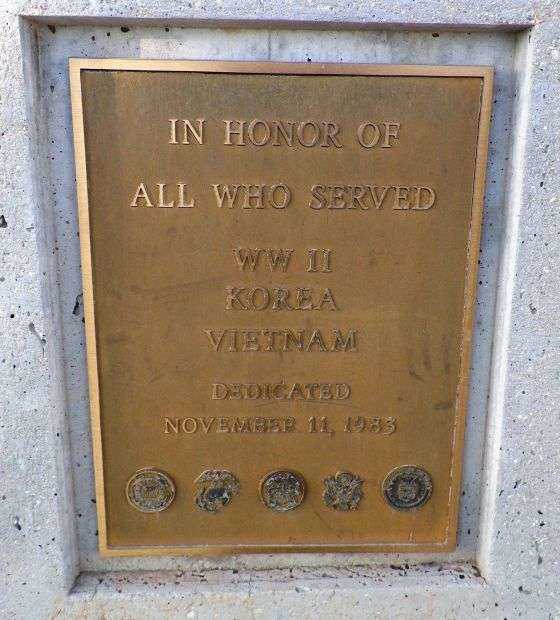 IN HONOR OF
ALL WHO SERVED
WW II
KOREA
VIETNAM
DEDICATED
NOVEMBER 11, 1983